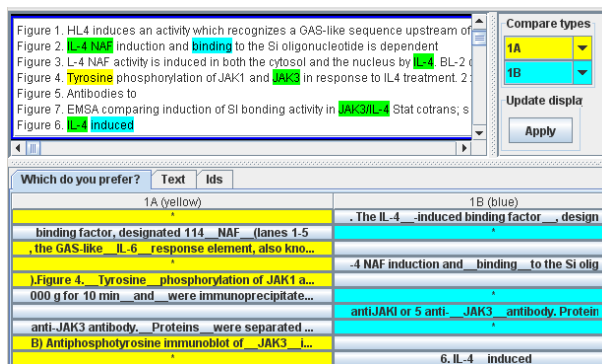 Figure 1. HL4 induces an activity which recognizes a GAS-like sequence upstream of
Figure 2. IL-4 NAF induction and binding to the Si oligonucleotide is dependent
Figure 3. L-4 NAF activity is induced in both the cytosol and the nucleus by IL-4. BL-2
Figure 4. Tyrosine phosphorylation of JAK1 and JAK3 in response to IL4 treatment. 2
Figure 5. Antibodies to
Figure 7. EMSA comparing induction of SI bonding activity in JAK3/IL-4 Stat cotrans; s
Figure 6. IL-4 induced
Compare types
1A
1B
Update displa
Apply
Which do you prefer? Text Ids
1A (yellow) 1B (blue)
* . The IL-4__-induced binding factor__, design
binding factor, designated 114__NAF__(lanes 1-5 *
, the GAS-like__IL-6__response element, also kno...
* -4 NAF induction and__binding__to the Si olig
).Figure 4.__Tyrosine__phosphorylation of JAK1 a...
000 g for 10 min__and__were immunoprecipitate... *
antiJAKI or 5 anti-__JAK3__antibody. Protein
anti-JAK3 antibody.__Proteins__were separated ... *
B) Antiphosphotyrosine immunoblot of__JAK3__i...
* 6. IL-4__induced